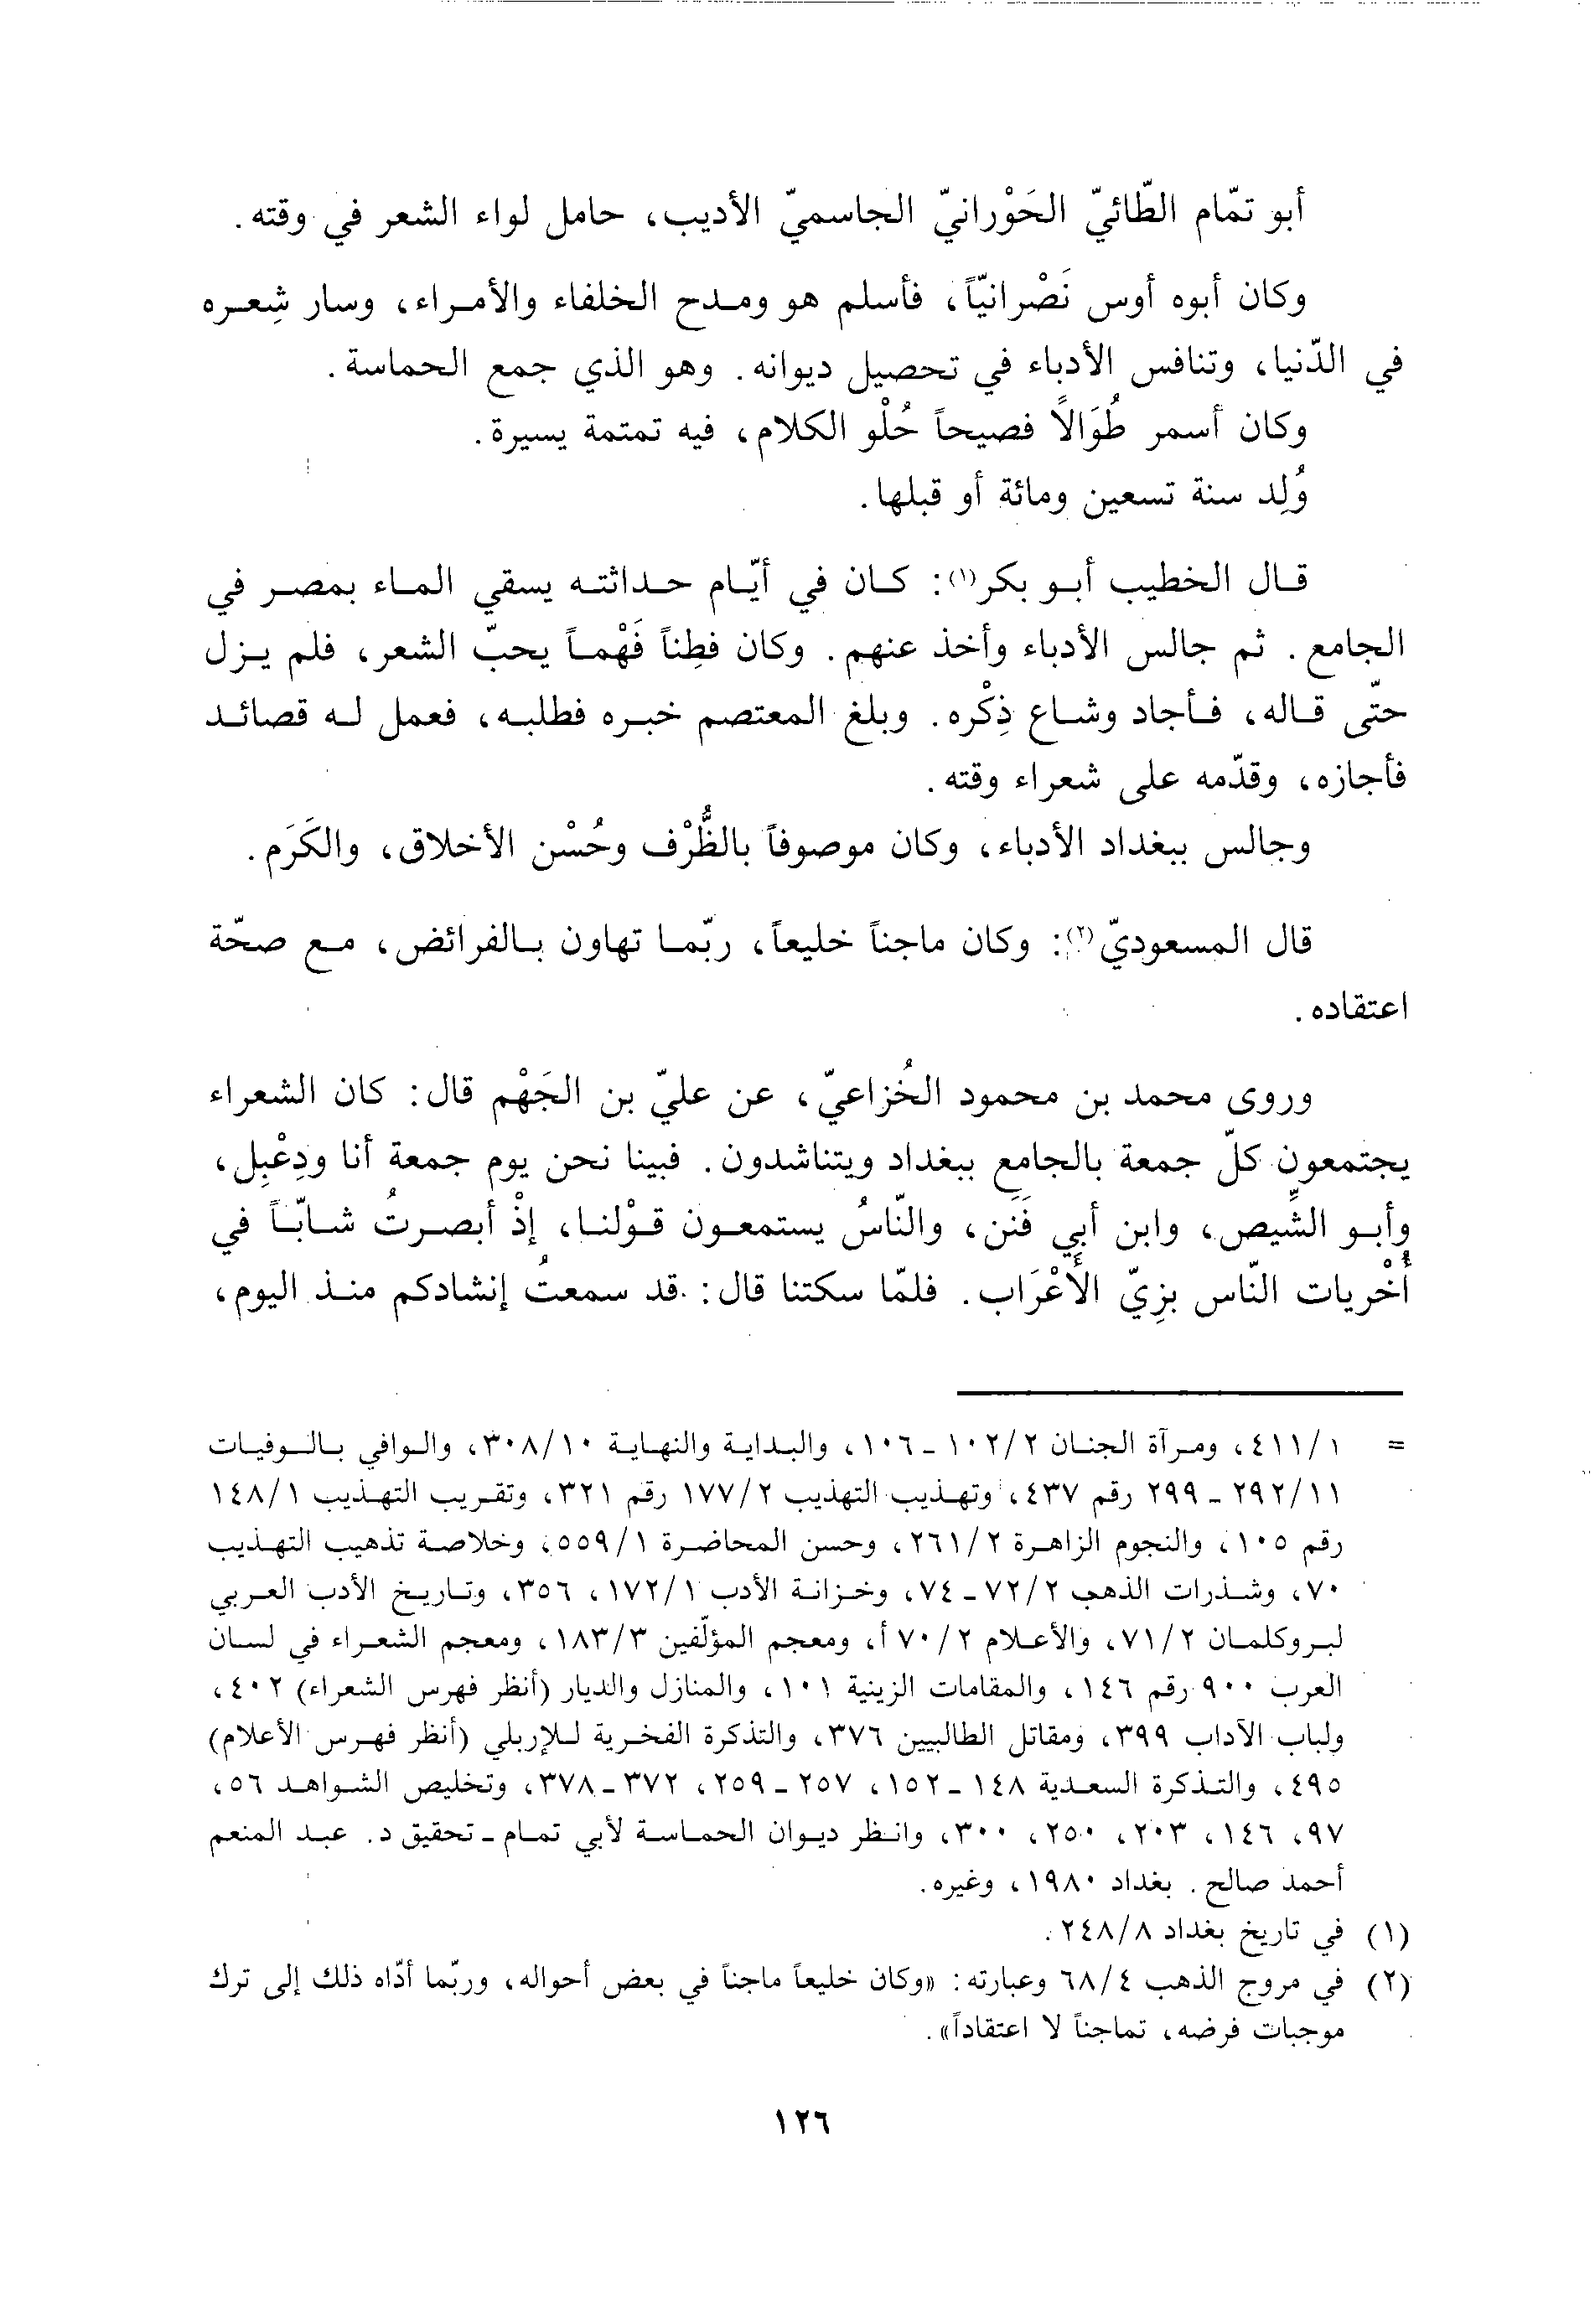 أبو تمّام الطّائيّ الحَوْرانيّ الجاسميّ الأديب، حامل لواء الشعر في وقته.
وكان أبوه أوس نَصْرانيّاً، فأسلم هو ومدح الخلفاء والأمراء، وسار شِعره
في الدّنيا، وتنافس الأدباء في تحصيل ديوانه. وهو الذي جمع الحماسة.
وكان أسمر طُوَالاً فصيحاً حُلْو الكلام، فيه تمتمة يسيرة.
وُلِد سنة تسعين ومائة أو قبلها.
قال الخطيب أبو بكر(١): كان في أيّام حداثته يسقي الماء بمصر في
الجامع. ثم جالس الأدباء وأخذ عنهم. وكان فطِناً فَهْماً يحبّ الشعر، فلم يزل
حتّى قاله، فأجاد وشاع ذِكْره. وبلغ المعتصم خبره فطلبه، فعمل له قصائد
فأجازه، وقدّمه على شعراء وقته.
وجالس ببغداد الأدباء، وكان موصوفاً بالظُّرْف وحُسْن الأخلاق، والكَرَم.
قال المسعوديّ(٢): وكان ماجناً خليعاً، ربّما تهاون بالفرائض، مع صحّة
اعتقاده.
وروى محمد بن محمود الخُزاعيّ، عن عليّ بن الجَهْم قال: كان الشعراء
يجتمعون كلّ جمعة بالجامع ببغداد ويتناشدون. فبينا نحن يوم جمعة أنا ودِعْبِل،
وأبو الشِّيص، وابن أبي فَنَن، والنّاسُ يستمعون قوْلنا، إذْ أبصرتُ شابّاً في
أُخْريات النّاس بزِيّ الأَعْرَاب. فلمّا سكتنا قال: قد سمعتُ إنشادكم منذ اليوم،
= ٤١١/١، ومرآة الجنان ١٠٢/٢ - ١٠٦، والبداية والنهاية ٣٠٨/١٠، والوافي بالوفيات
٢٩٢/١١ - ٢٩٩ رقم ٤٣٧، وتهذيب التهذيب ١٧٧/٢ رقم ٣٢١، وتقريب التهذيب ١٤٨/١
رقم ١٠٥، والنجوم الزاهرة ٢٦١/٢، وحسن المحاضرة ٥٥٩/١، وخلاصة تذهيب التهذيب
٧٠، وشذرات الذهب ٧٢/٢ - ٧٤، وخزانة الأدب ١٧٢/١، ٣٥٦، وتاريخ الأدب العربي
لبروكلمان ٧١/٢، والأعلام ٧٠/٢ أ، ومعجم المؤلّفين ١٨٣/٣، ومعجم الشعراء في لسان
العرب ٩٠٠ رقم ١٤٦، والمقامات الزينية ١٠١، والمنازل والديار (أنظر فهرس الشعراء) ٤٠٢،
ولباب الآداب ٣٩٩، ومقاتل الطالبيين ٣٧٦، والتذكرة الفخرية للإربلي (أنظر فهرس الأعلام)
٤٩٥، والتذكرة السعدية ١٤٨ - ١٥٢، ٢٥٧ - ٢٥٩، ٣٧٢ - ٣٧٨، وتخليص الشواهد ٥٦،
٩٧، ١٤٦، ٢٠٣، ٢٥٠، ٣٠٠، وانظر ديوان الحماسة لأبي تمام - تحقيق د. عبد المنعم
أحمد صالح. بغداد ١٩٨٠، وغيره.
(١) في تاريخ بغداد ٢٤٨/٨.
(٢) في مروج الذهب ٦٨/٤ وعبارته: «وكان خليعاً ماجناً في بعض أحواله، وربّما أدّاه ذلك إلى ترك
موجبات فرضه، تماجناً لا اعتقاداً».
١٢٦